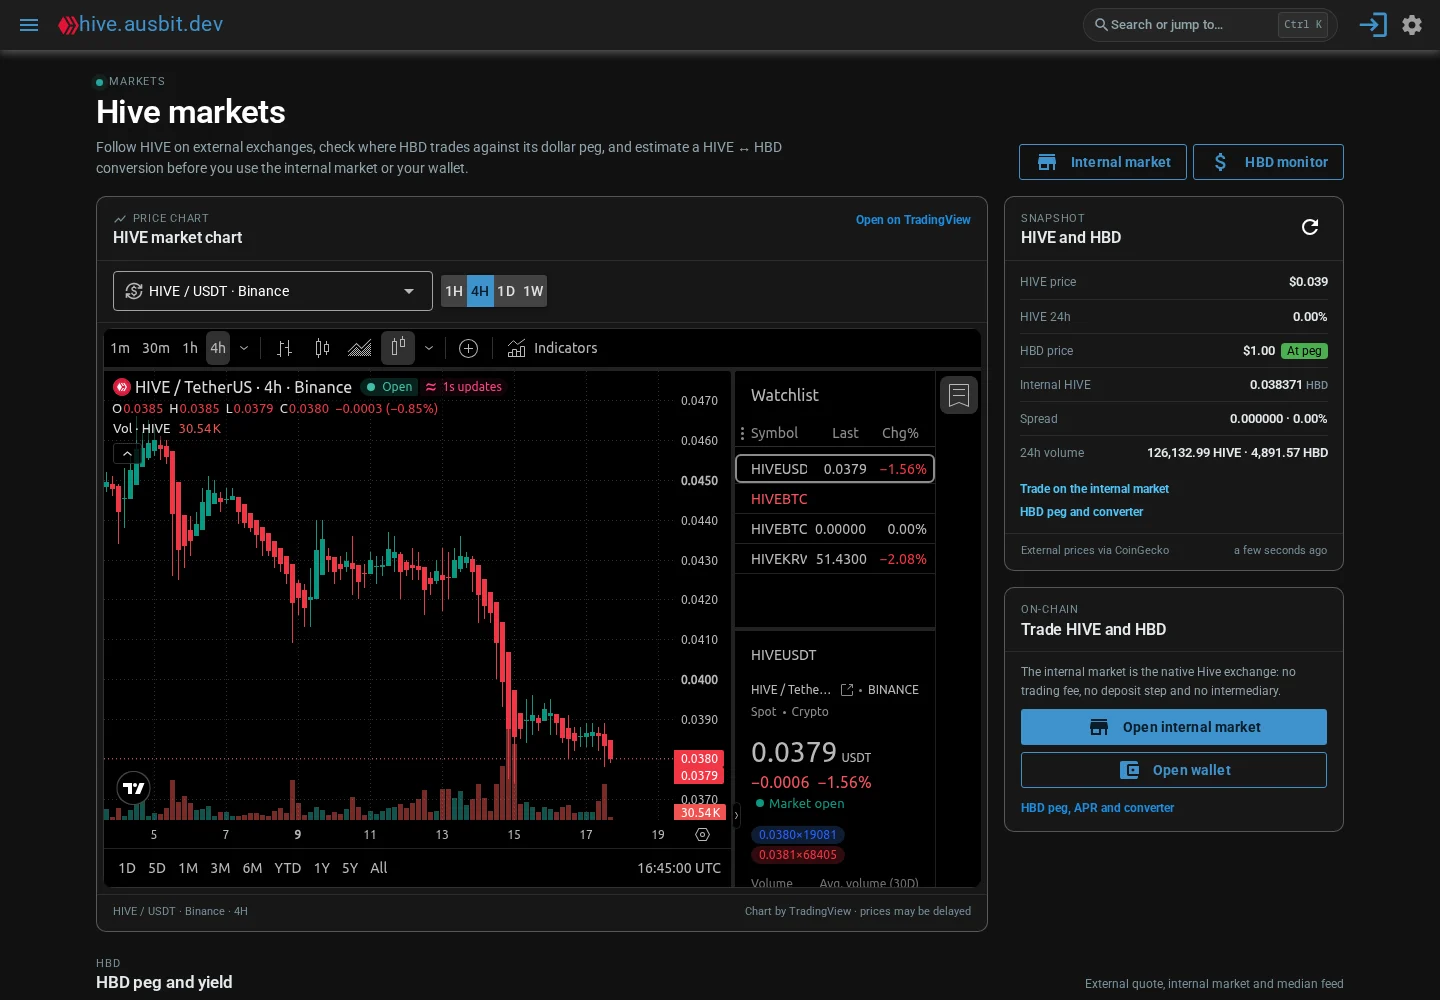 hive.ausbit.dev
Search or jump to…
Ctrl K
MARKETS
Hive markets
Follow HIVE on external exchanges, check where HBD trades against its dollar peg, and estimate a HIVE ↔ HBD
conversion before you use the internal market or your wallet.
Internal market
HBD monitor
PRICE CHART
HIVE market chart
Open on TradingView
HIVE / USDT · Binance
1H 4H 1D 1W
1m 30m 1h 4h
Indicators
HIVE / TetherUS · 4h · Binance
Open
1s updates
O0.0385 H0.0385 L0.0379 C0.0380 −0.0003 (−0.85%)
Vol · HIVE 30.54K
0.0470
0.0460
0.0450
0.0440
0.0430
0.0420
0.0410
0.0400
0.0390
0.0380
0.0379
0.0370
30.54K
5 7 9 11 13 15 17 19
1D 5D 1M 3M 6M YTD 1Y 5Y All
16:45:00 UTC
Watchlist
Symbol Last Chg%
HIVEUSD 0.0379 −1.56%
HIVEBTC
HIVEBTC 0.00000 0.00%
HIVEKRW 51.4300 −2.08%
HIVEUSDT
HIVE / Tethe… • BINANCE
Spot • Crypto
0.0379 USDT
−0.0006 −1.56%
Market open
0.0380×19081
0.0381×68405
Volume Avg. volume (30D)
HIVE / USDT · Binance · 4H
Chart by TradingView · prices may be delayed
SNAPSHOT
HIVE and HBD
HIVE price $0.039
HIVE 24h 0.00%
HBD price $1.00 At peg
Internal HIVE 0.038371 HBD
Spread 0.000000 · 0.00%
24h volume 126,132.99 HIVE · 4,891.57 HBD
Trade on the internal market
HBD peg and converter
External prices via CoinGecko a few seconds ago
ON-CHAIN
Trade HIVE and HBD
The internal market is the native Hive exchange: no
trading fee, no deposit step and no intermediary.
Open internal market
Open wallet
HBD peg, APR and converter
HBD
HBD peg and yield
External quote, internal market and median feed